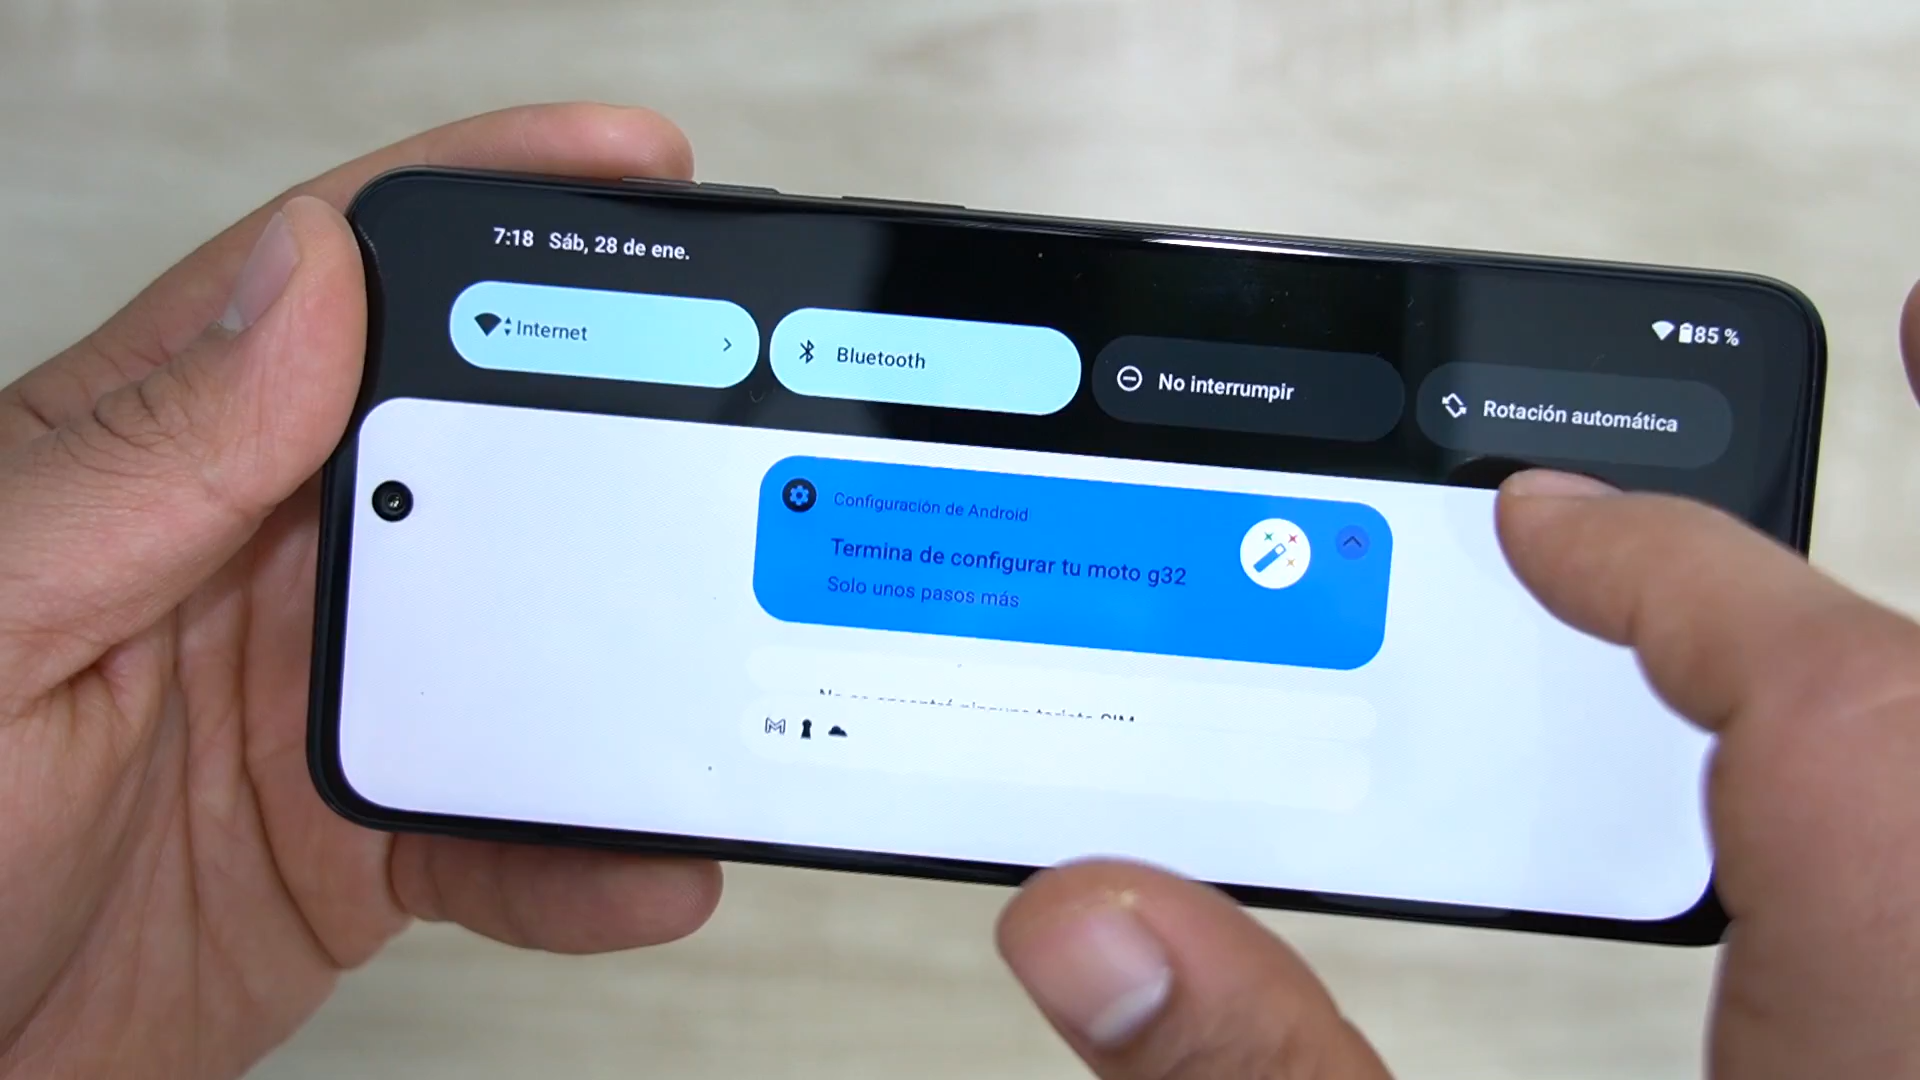 7:18 Sáb, 28 de ene.
85 %
Internet
Bluetooth
No interrumpir
Rotación automática
Configuración de Android
Termina de configurar tu moto g32
Solo unos pasos más